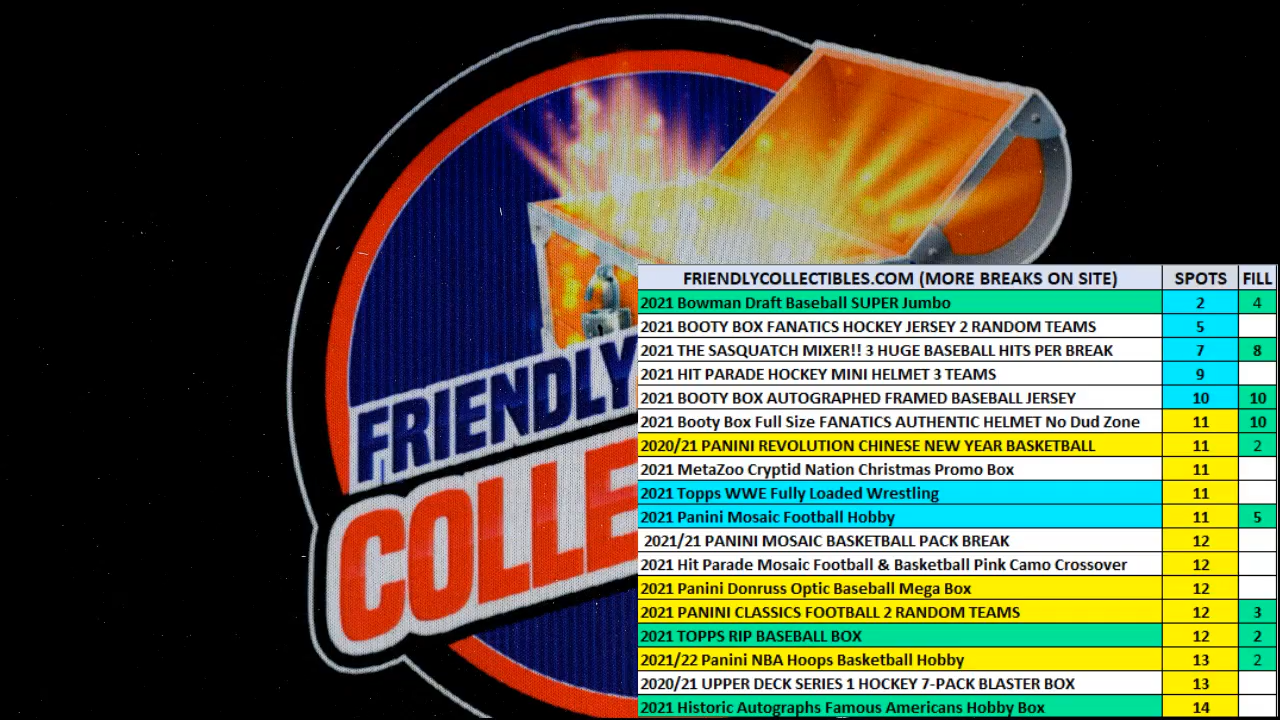 FRIENDLY
COLLE
FRIENDLYCOLLECTIBLES.COM (MORE BREAKS ON SITE) SPOTS FILL
2021 Bowman Draft Baseball SUPER Jumbo 2 4
2021 BOOTY BOX FANATICS HOCKEY JERSEY 2 RANDOM TEAMS 5
2021 THE SASQUATCH MIXER!! 3 HUGE BASEBALL HITS PER BREAK 7 8
2021 HIT PARADE HOCKEY MINI HELMET 3 TEAMS 9
2021 BOOTY BOX AUTOGRAPHED FRAMED BASEBALL JERSEY 10 10
2021 Booty Box Full Size FANATICS AUTHENTIC HELMET No Dud Zone 11 10
2020/21 PANINI REVOLUTION CHINESE NEW YEAR BASKETBALL 11 2
2021 MetaZoo Cryptid Nation Christmas Promo Box 11
2021 Topps WWE Fully Loaded Wrestling 11
2021 Panini Mosaic Football Hobby 11 5
2021/21 PANINI MOSAIC BASKETBALL PACK BREAK 12
2021 Hit Parade Mosaic Football & Basketball Pink Camo Crossover 12
2021 Panini Donruss Optic Baseball Mega Box 12
2021 PANINI CLASSICS FOOTBALL 2 RANDOM TEAMS 12 3
2021 TOPPS RIP BASEBALL BOX 12 2
2021/22 Panini NBA Hoops Basketball Hobby 13 2
2020/21 UPPER DECK SERIES 1 HOCKEY 7-PACK BLASTER BOX 13
2021 Historic Autographs Famous Americans Hobby Box 14